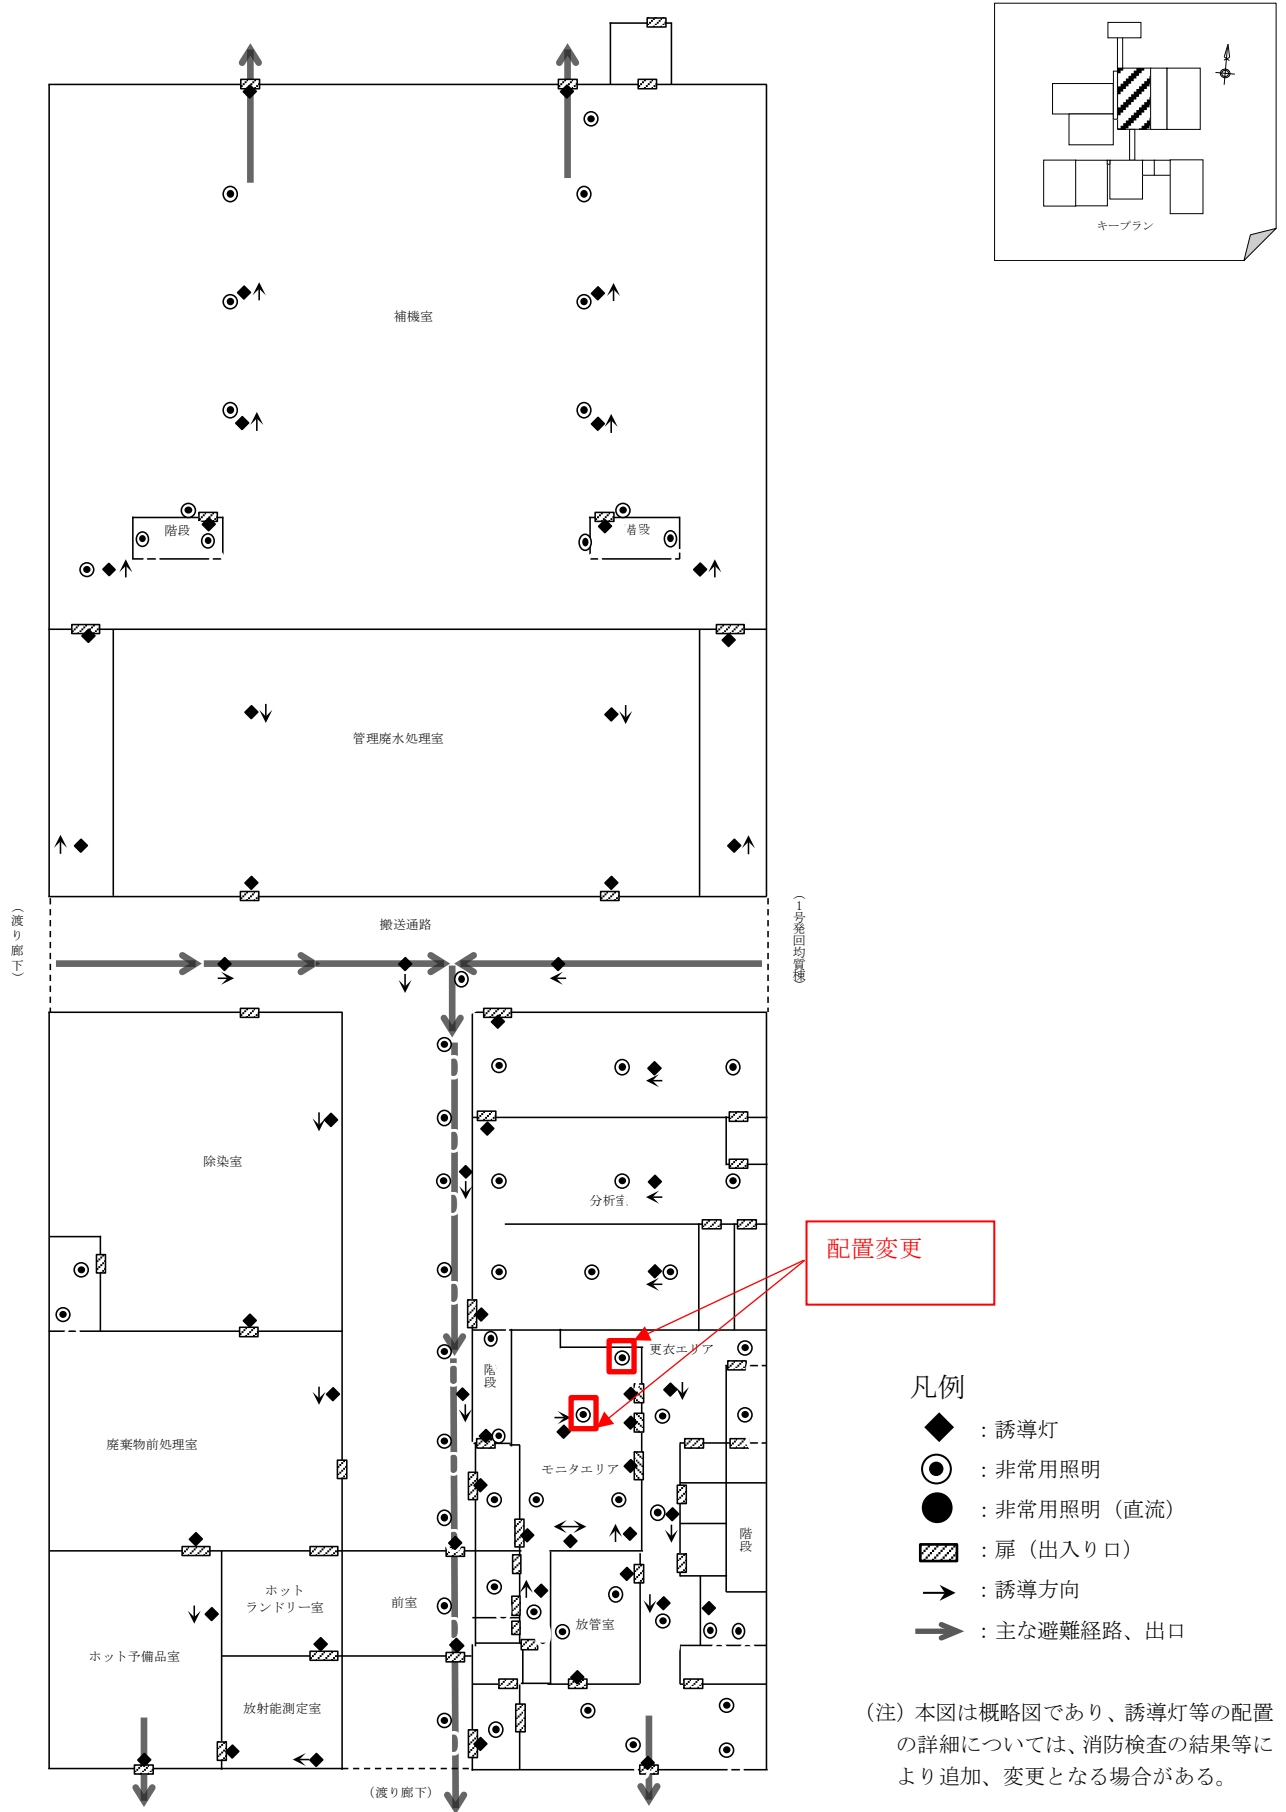 キープラン
補機室
階段
階段
管理廃水処理室
（渡り廊下）
搬送通路
（1号発回均質棟）
除染室
分析室
配置変更
更衣エリア
階段
廃棄物前処理室
モニタエリア
階段
ホット
ランドリー室
前室
放管室
ホット予備品室
放射能測定室
（渡り廊下）
凡例
：誘導灯
：非常用照明
：非常用照明（直流）
：扉（出入り口）
：誘導方向
：主な避難経路、出口
（注）本図は概略図であり、誘導灯等の配置
の詳細については、消防検査の結果等に
より追加、変更となる場合がある。